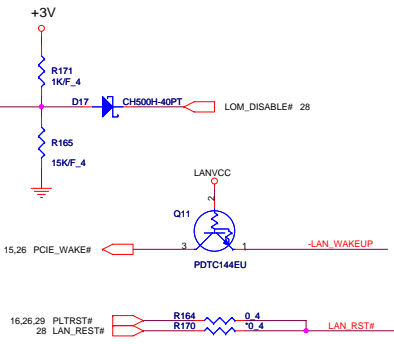 +3V
R171
1K/F_4
D17 CH500H-40PT LOM_DISABLE# 28
R165
15K/F_4
LANVCC
2
Q11
15,26 PCIE_WAKE# 3 1 -LAN_WAKEUP
PDTC144EU
16,26,29 PLTRST# R164 0_4
28 LAN_REST# R170 *0_4 LAN_RST#